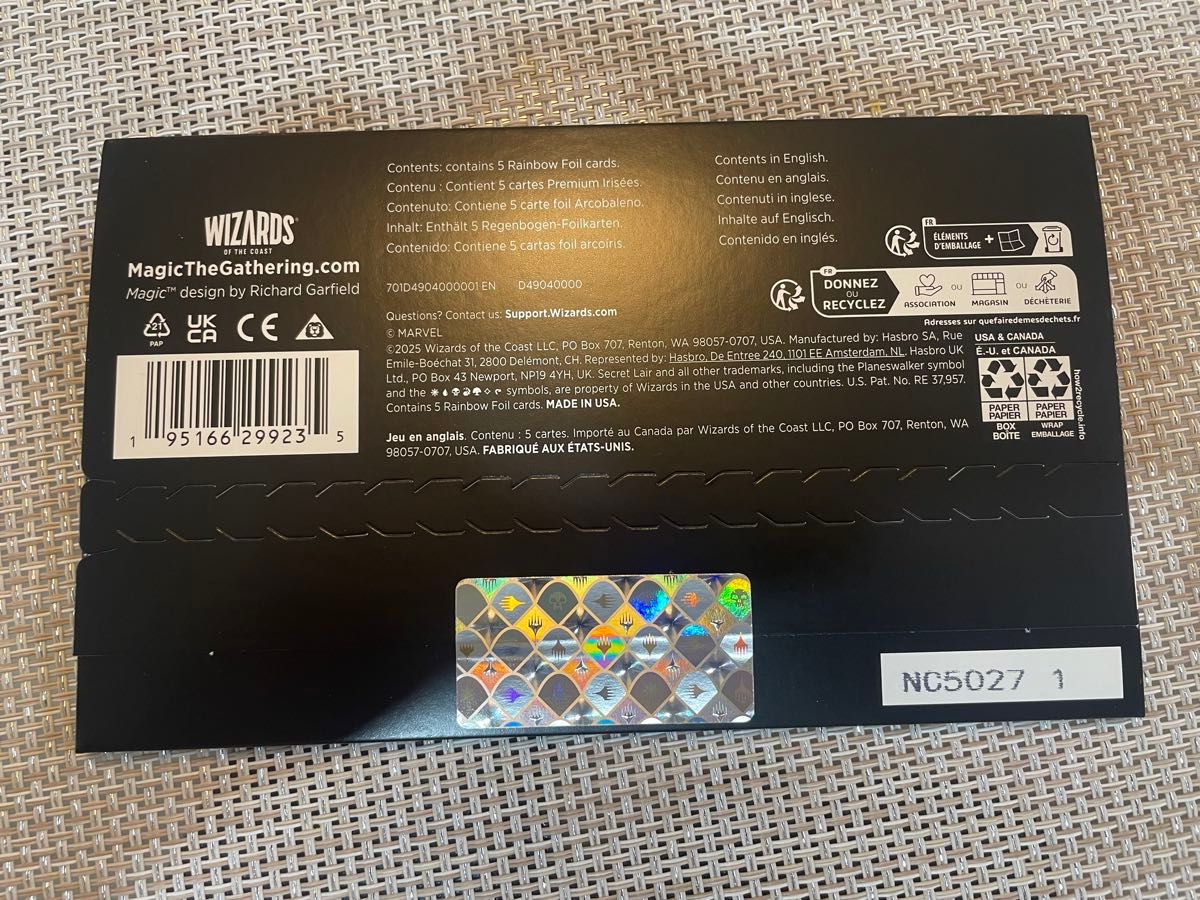 WIZARDS
OF THE COAST
MagicTheGathering.com
Magic™ design by Richard Garfield
21
PAP
UK
CA
CE
1 95166 29923 5
Contents: contains 5 Rainbow Foil cards.
Contenu : Contient 5 cartes Premium Irisées.
Contenuto: Contiene 5 carte foil Arcobaleno.
Inhalt: Enthält 5 Regenbogen-Foilkarten.
Contenido: Contiene 5 cartas foil arcoíris.
Contents in English.
Contenu en anglais.
Contenuti in inglese.
Inhalte auf Englisch.
Contenido en inglés.
701D4904000001 EN D49040000
Questions? Contact us: Support.Wizards.com
© MARVEL
©2025 Wizards of the Coast LLC, PO Box 707, Renton, WA 98057-0707, USA. Manufactured by: Hasbro SA, Rue
Emile-Boéchat 31, 2800 Delémont, CH. Represented by: Hasbro, De Entree 240, 1101 EE Amsterdam, NL. Hasbro UK
Ltd., PO Box 43 Newport, NP19 4YH, UK. Secret Lair and all other trademarks, including the Planeswalker symbol
and the symbols, are property of Wizards in the USA and other countries. U.S. Pat. No. RE 37,957.
Contains 5 Rainbow Foil cards. MADE IN USA.
Jeu en anglais. Contenu : 5 cartes. Importé au Canada par Wizards of the Coast LLC, PO Box 707, Renton, WA
98057-0707, USA. FABRIQUÉ AUX ÉTATS-UNIS.
FR
ÉLÉMENTS
D'EMBALLAGE +
FR
DONNEZ
OU
RECYCLEZ
ASSOCIATION OU MAGASIN OU DÉCHÈTERIE
Adresses sur quefairedemesdechets.fr
USA & CANADA
É.-U. et CANADA
PAPER
PAPIER
BOX
BOÎTE
PAPER
PAPIER
WRAP
EMBALLAGE
how2recycle.info
NC5027 1